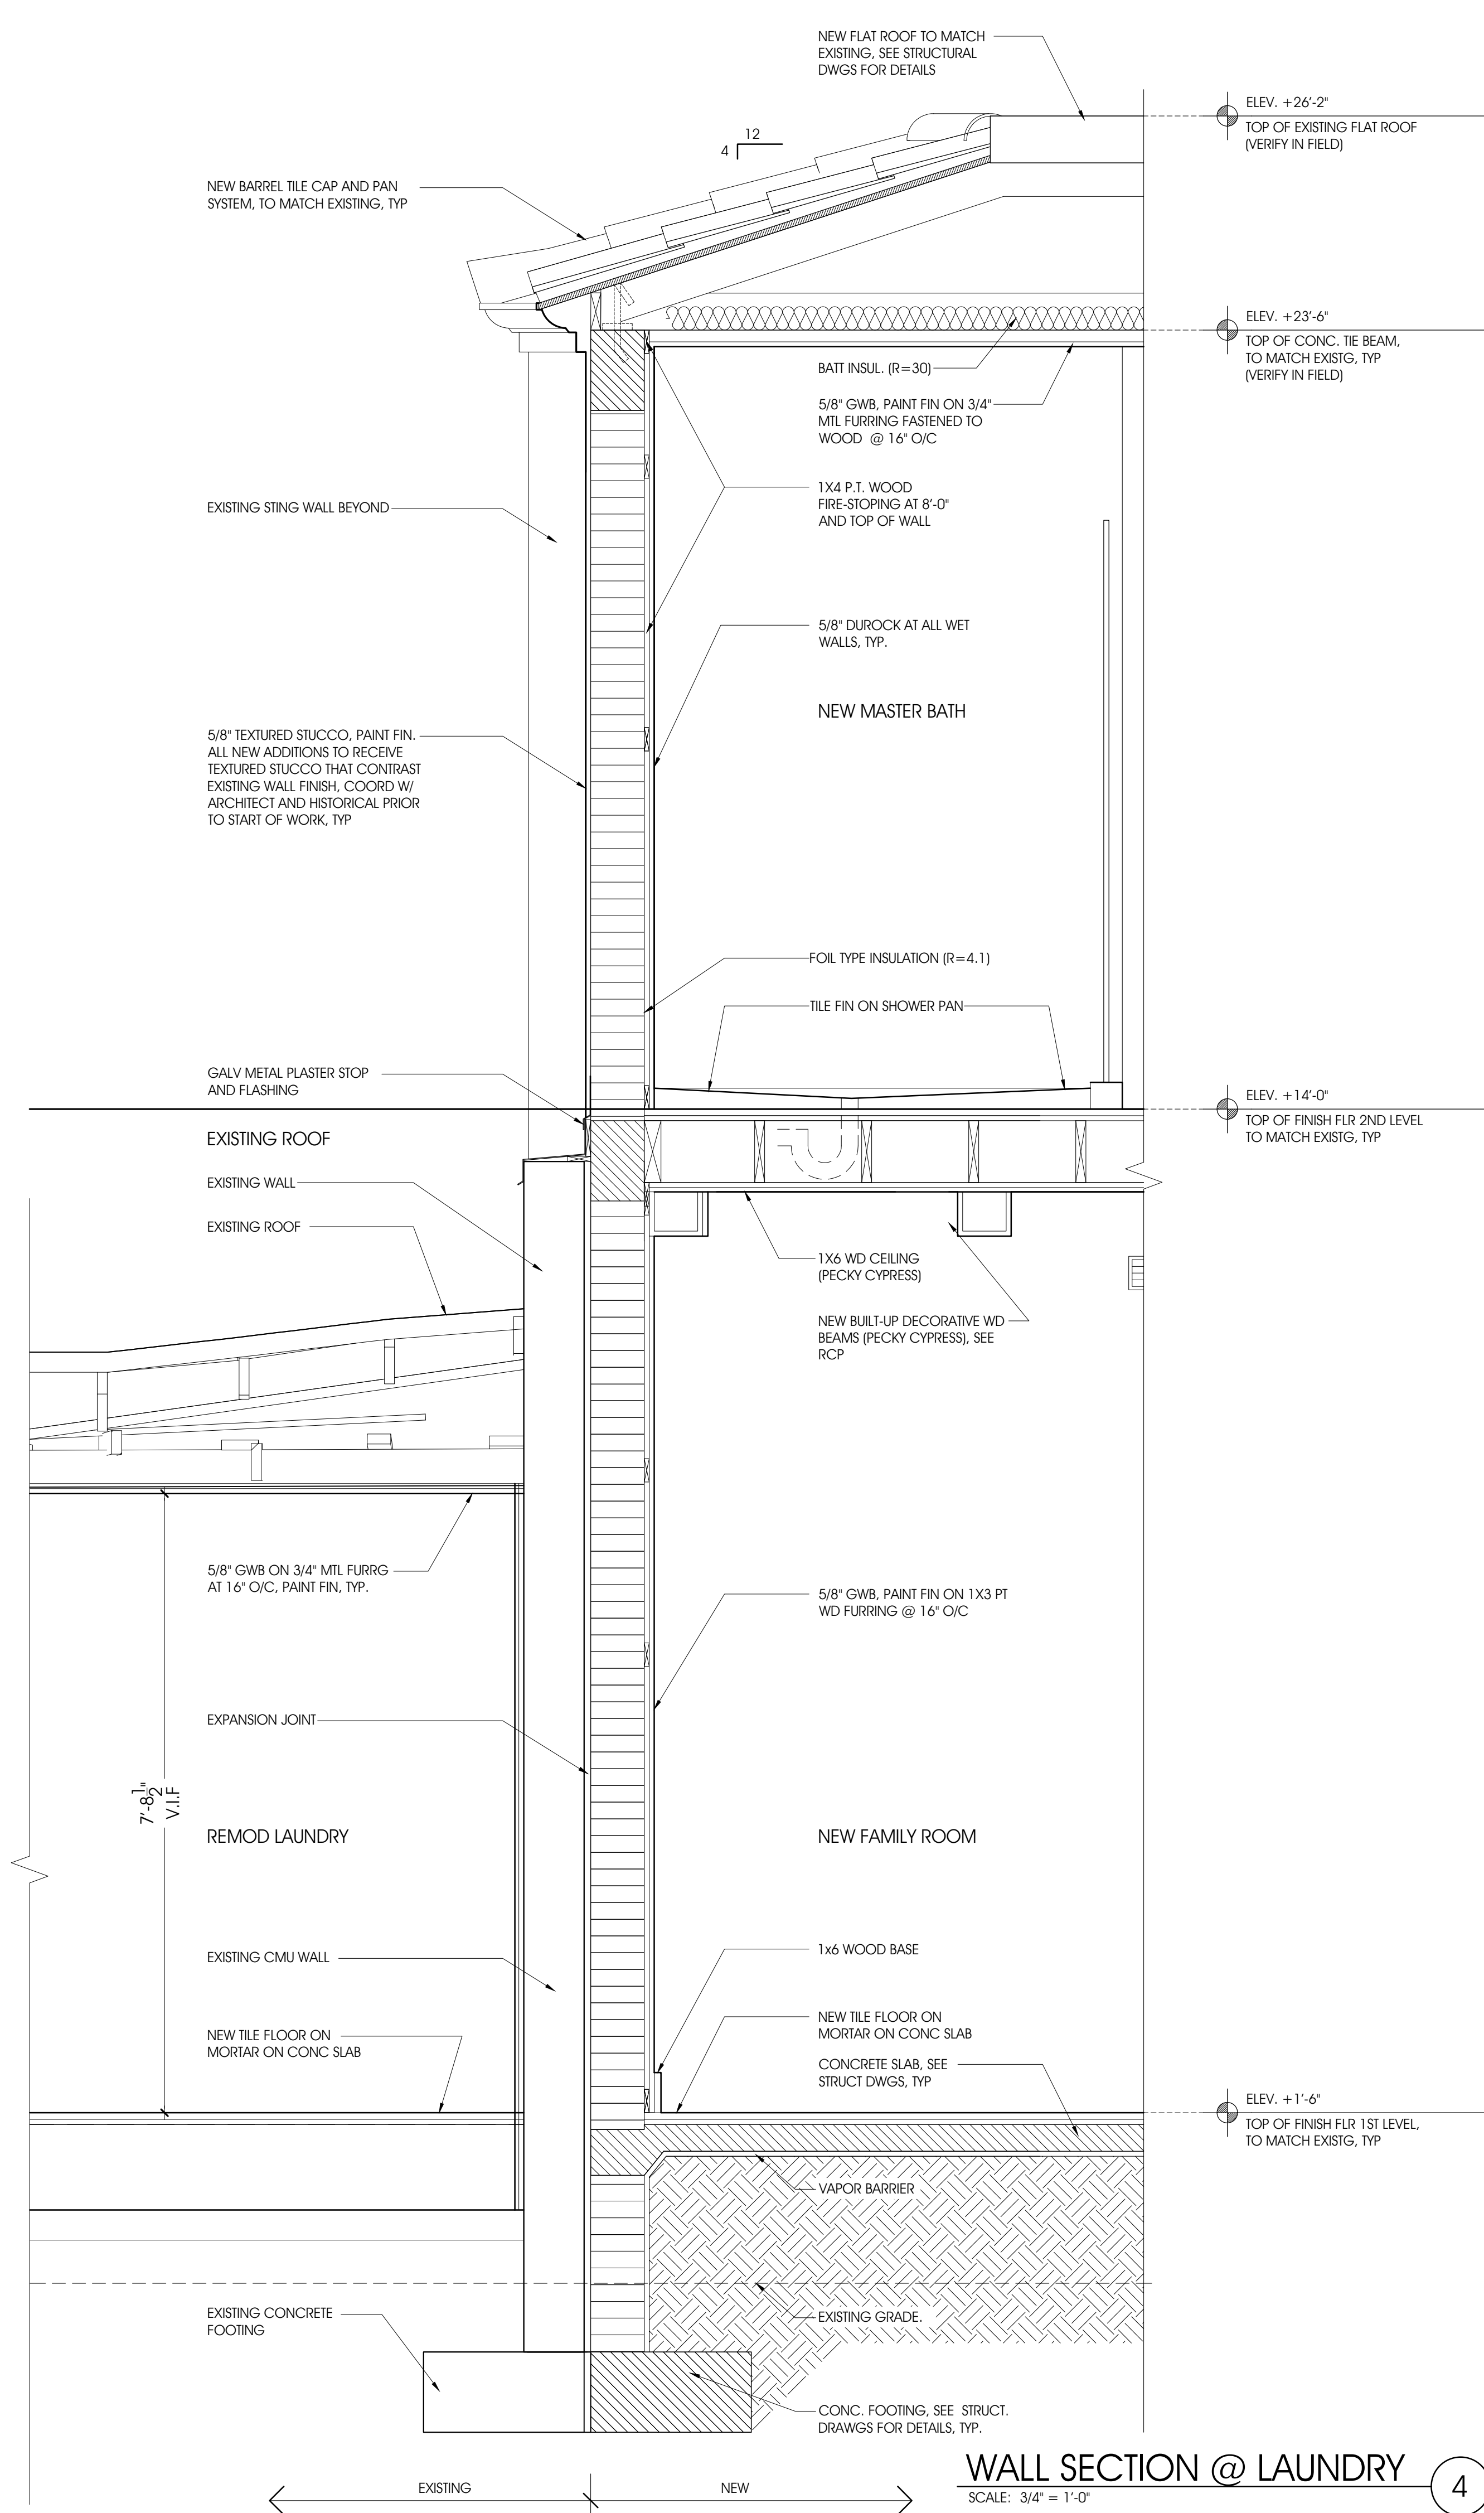 NEW FLAT ROOF TO MATCH
EXISTING, SEE STRUCTURAL
DWGS FOR DETAILS
ELEV. +26'-2"
TOP OF EXISTING FLAT ROOF
(VERIFY IN FIELD)
12
4
NEW BARREL TILE CAP AND PAN
SYSTEM, TO MATCH EXISTING, TYP
ELEV. +23'-6"
TOP OF CONC. TIE BEAM,
TO MATCH EXISTG, TYP
(VERIFY IN FIELD)
BATT INSUL. (R=30)
5/8" GWB, PAINT FIN ON 3/4"
MTL FURRING FASTENED TO
WOOD @ 16" O/C
1X4 P.T. WOOD
FIRE-STOPING AT 8'-0"
AND TOP OF WALL
EXISTING STING WALL BEYOND
5/8" DUROCK AT ALL WET
WALLS, TYP.
NEW MASTER BATH
5/8" TEXTURED STUCCO, PAINT FIN.
ALL NEW ADDITIONS TO RECEIVE
TEXTURED STUCCO THAT CONTRAST
EXISTING WALL FINISH, COORD W/
ARCHITECT AND HISTORICAL PRIOR
TO START OF WORK, TYP
FOIL TYPE INSULATION (R=4.1)
TILE FIN ON SHOWER PAN
GALV METAL PLASTER STOP
AND FLASHING
ELEV. +14'-0"
TOP OF FINISH FLR 2ND LEVEL
TO MATCH EXISTG, TYP
EXISTING ROOF
EXISTING WALL
EXISTING ROOF
1X6 WD CEILING
(PECKY CYPRESS)
NEW BUILT-UP DECORATIVE WD
BEAMS (PECKY CYPRESS), SEE
RCP
5/8" GWB ON 3/4" MTL FURRG
AT 16" O/C, PAINT FIN, TYP.
5/8" GWB, PAINT FIN ON 1X3 PT
WD FURRING @ 16" O/C
EXPANSION JOINT
7'-8 1/2"
V.I.F
REMOD LAUNDRY
NEW FAMILY ROOM
EXISTING CMU WALL
1x6 WOOD BASE
NEW TILE FLOOR ON
MORTAR ON CONC SLAB
NEW TILE FLOOR ON
MORTAR ON CONC SLAB
CONCRETE SLAB, SEE
STRUCT DWGS, TYP
ELEV. +1'-6"
TOP OF FINISH FLR 1ST LEVEL,
TO MATCH EXISTG, TYP
VAPOR BARRIER
EXISTING CONCRETE
FOOTING
EXISTING GRADE.
CONC. FOOTING, SEE STRUCT.
DRAWGS FOR DETAILS, TYP.
EXISTING
NEW
WALL SECTION @ LAUNDRY
SCALE: 3/4" = 1'-0"
4